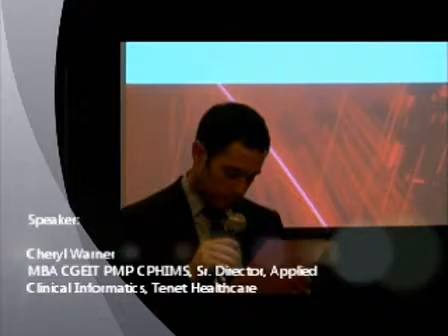 Speaker:
Cheryl Warner
MBA CGEIT PMP CPHIMS, Sr. Director, Applied
Clinical Informatics, Tenet Healthcare